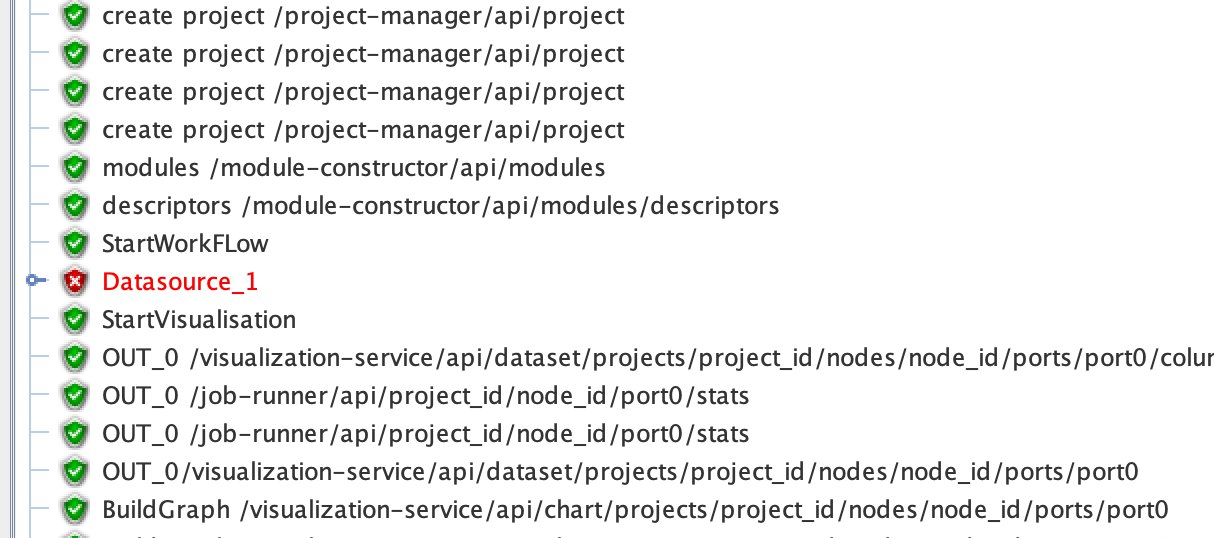 create project /project-manager/api/project
create project /project-manager/api/project
create project /project-manager/api/project
create project /project-manager/api/project
modules /module-constructor/api/modules
descriptors /module-constructor/api/modules/descriptors
StartWorkFLow
Datasource_1
StartVisualisation
OUT_0 /visualization-service/api/dataset/projects/project_id/nodes/node_id/ports/port0/colur
OUT_0 /job-runner/api/project_id/node_id/port0/stats
OUT_0 /job-runner/api/project_id/node_id/port0/stats
OUT_0/visualization-service/api/dataset/projects/project_id/nodes/node_id/ports/port0
BuildGraph /visualization-service/api/chart/projects/project_id/nodes/node_id/ports/port0